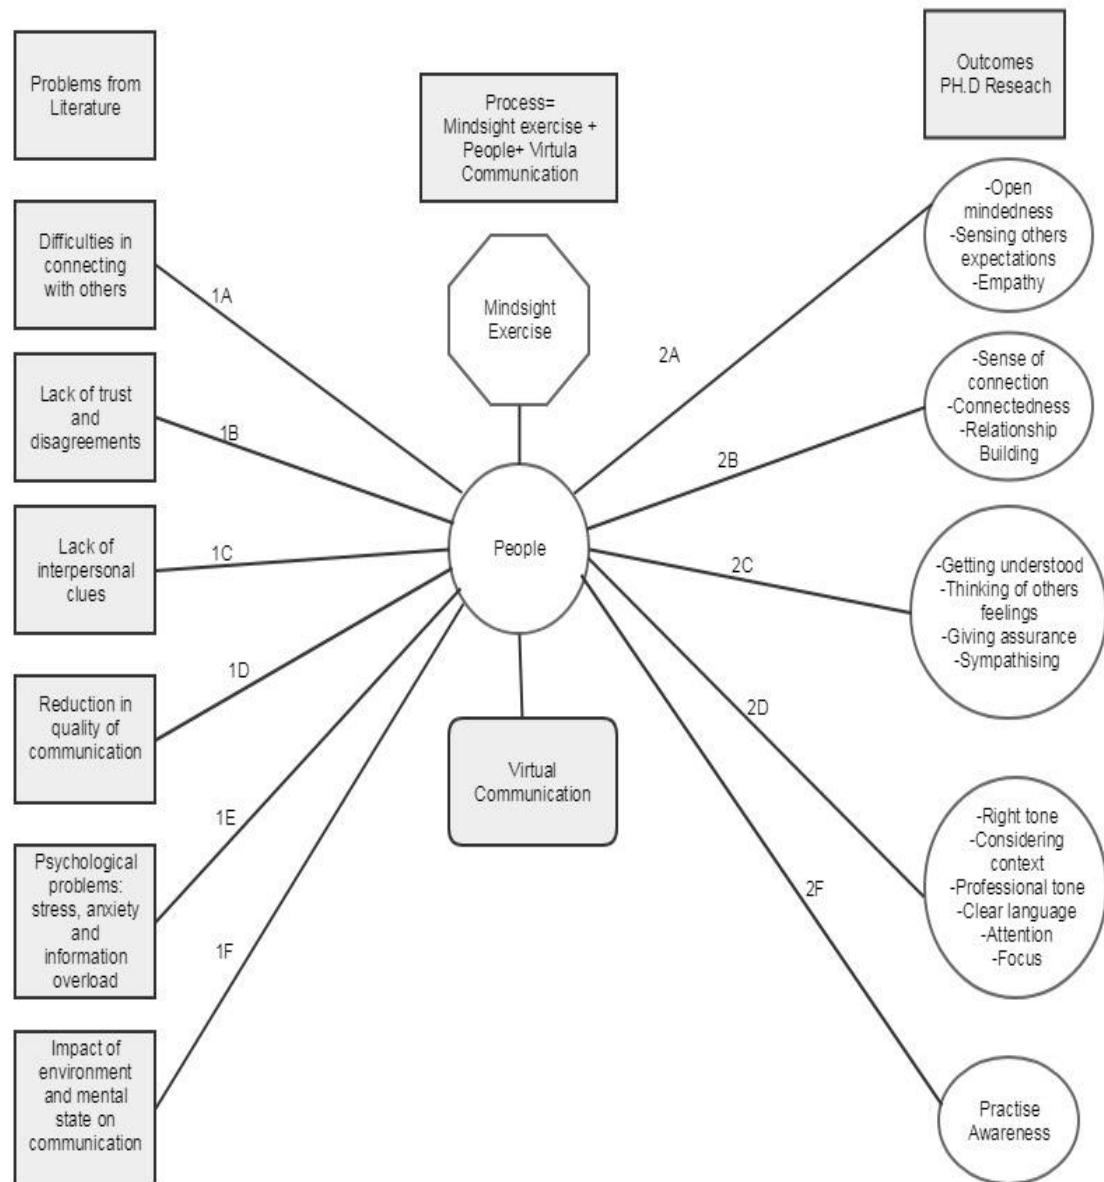 Problems from
Literature
Process=
Mindsight exercise +
People+ Virtula
Communication
Outcomes
PH.D Reseach
Difficulties in
connecting
with others
Lack of trust
and
disagreements
Lack of
interpersonal
clues
Reduction in
quality of
communication
Psychological
problems:
stress, anxiety
and
information
overload
Impact of
environment
and mental
state on
communication
1A
1B
1C
1D
1E
1F
Mindsight
Exercise
People
Virtual
Communication
2A
2B
2C
2D
2F
-Open
mindedness
-Sensing others
expectations
-Empathy
-Sense of
connection
-Connectedness
-Relationship
Building
-Getting understood
-Thinking of others
feelings
-Giving assurance
-Sympathising
-Right tone
-Considering
context
-Professional tone
-Clear language
-Attention
-Focus
Practise
Awareness